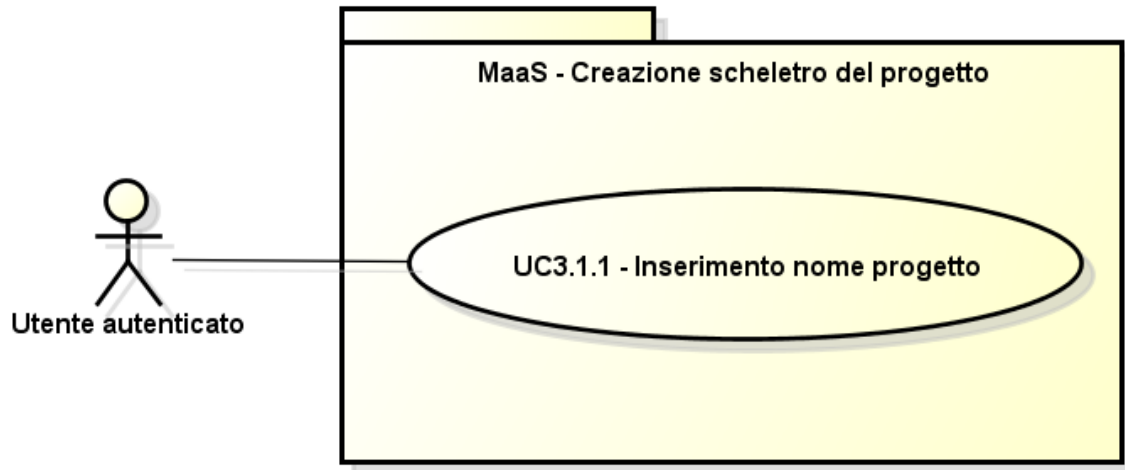 MaaS - Creazione scheletro del progetto
UC3.1.1 - Inserimento nome progetto
Utente autenticato